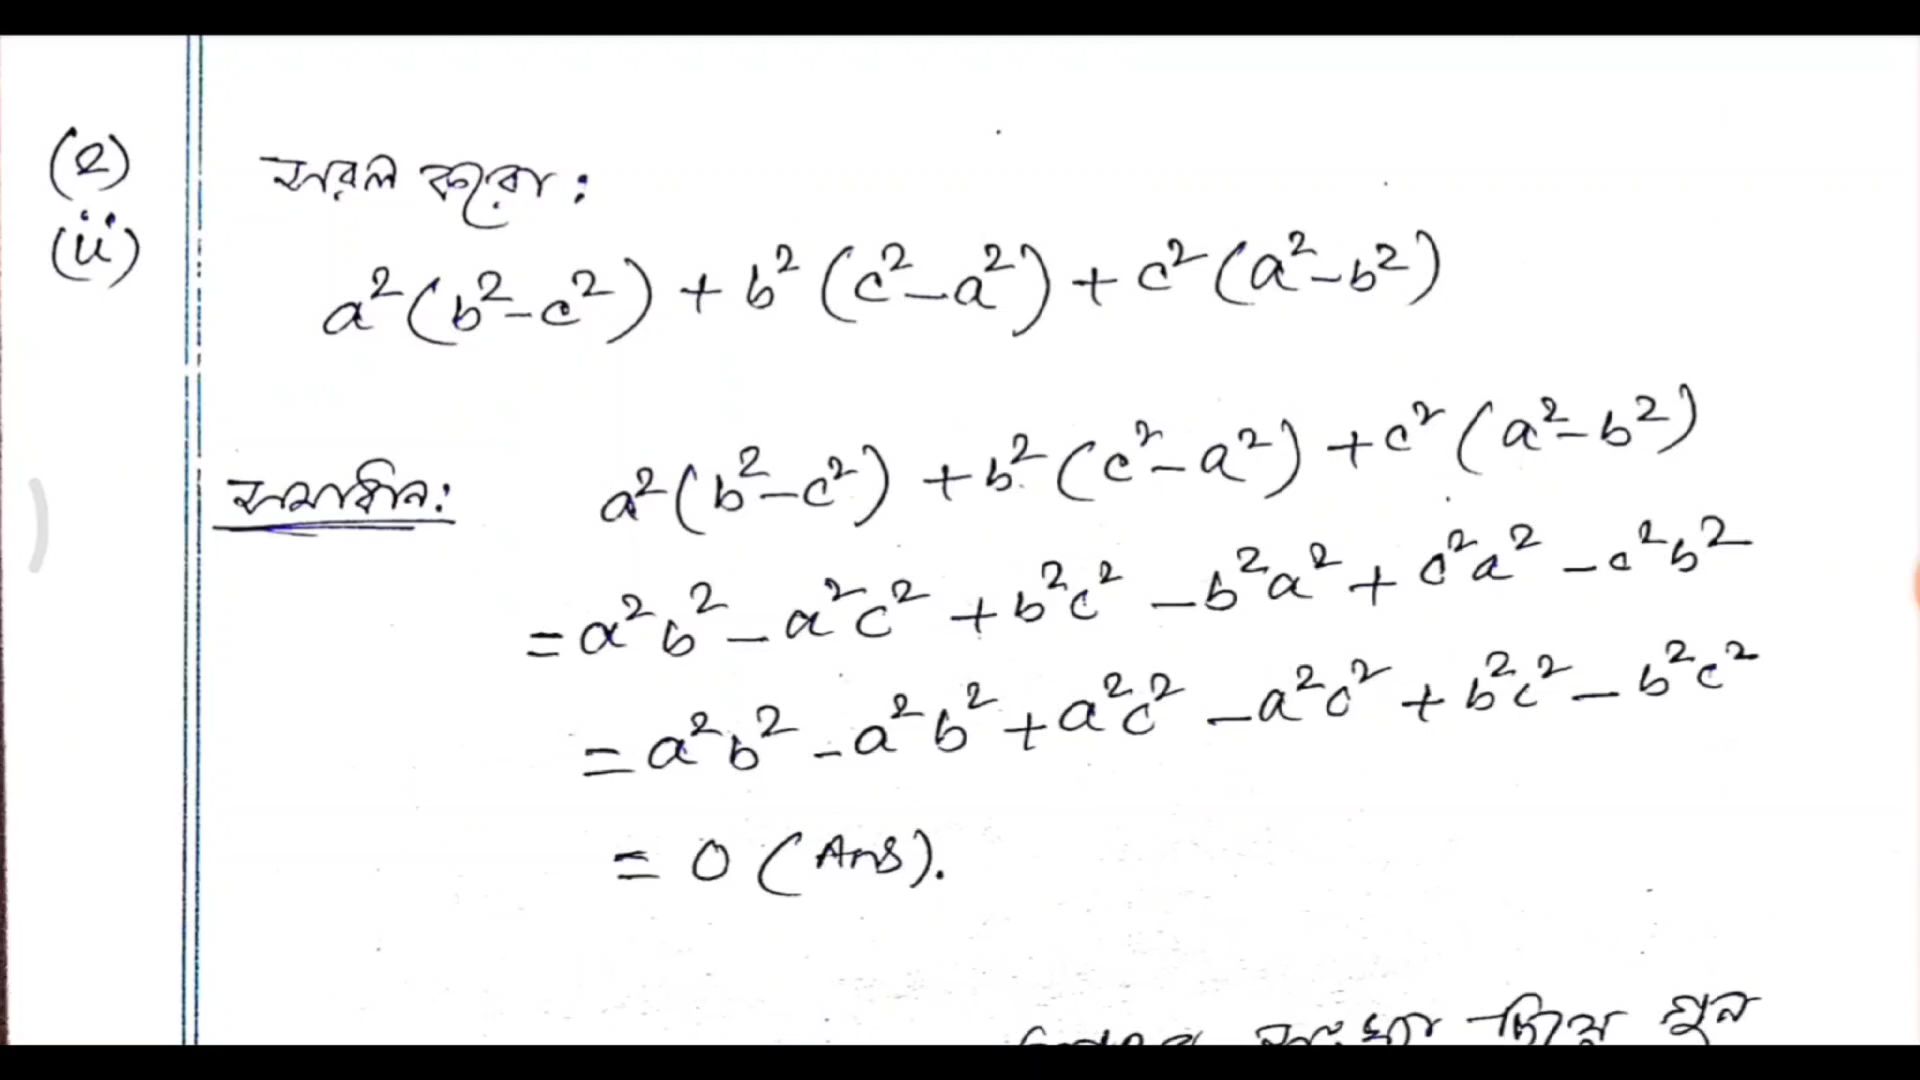 (2) সরল করো :
(ii)
a²(b²-c²) + b²(c²-a²) + c²(a²-b²)
সমাধান: a²(b²-c²) + b²(c²-a²) + c²(a²-b²)
= a²b² - a²c² + b²c² - b²a² + c²a² - c²b²
= a²b² - a²b² + a²c² - a²c² + b²c² - b²c²
= 0 (Ans).
সংখ্যা দিয়ে গুন